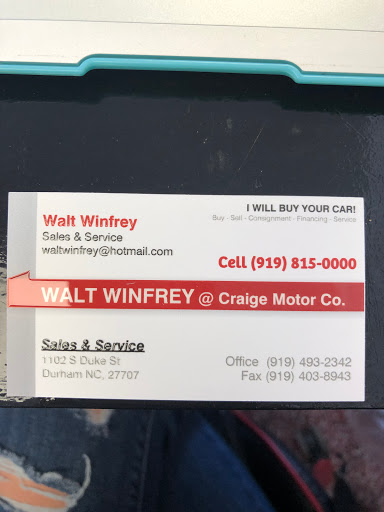 I WILL BUY YOUR CAR!
Buy - Sell - Consignment - Financing - Service
Walt Winfrey
Sales & Service
waltwinfrey@hotmail.com
Cell (919) 815-0000
WALT WINFREY @ Craige Motor Co.
Sales & Service
1102 S Duke St
Durham NC, 27707
Office (919) 493-2342
Fax (919) 403-8943